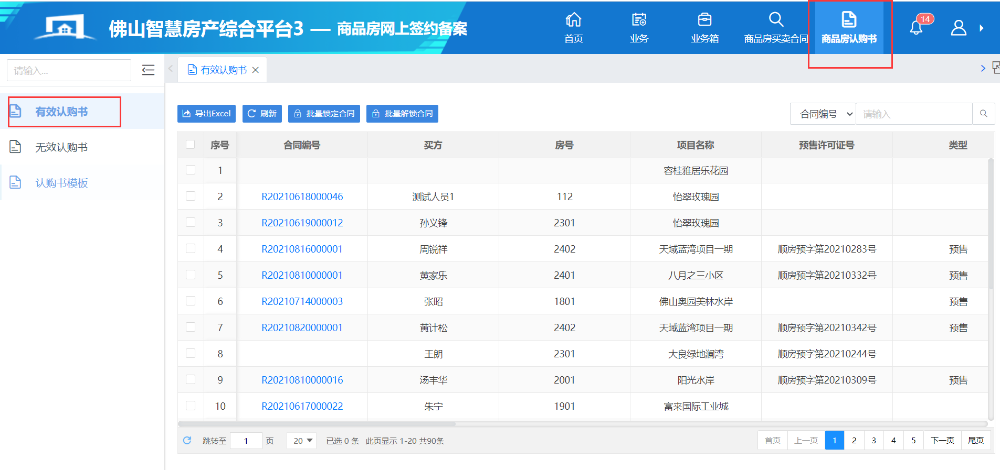 佛山智慧房产综合平台3 — 商品房网上签约备案
首页
业务
业务箱
商品房买卖合同
商品房认购书
14
请输入...
有效认购书
有效认购书
无效认购书
认购书模板
导出Excel 刷新 批量锁定合同 批量解锁合同 合同编号 请输入
序号 合同编号 买方 房号 项目名称 预售许可证号 类型
1 容桂雅居乐花园
2 R20210618000046 测试人员1 112 怡翠玫瑰园
3 R20210619000012 孙义锋 2301 怡翠玫瑰园
4 R20210816000001 周锐祥 2402 天域蓝湾项目一期 顺房预字第20210283号 预售
5 R20210810000001 黄家乐 2401 八月之三小区 顺房预字第20210332号 预售
6 R20210714000003 张昭 1801 佛山奥园美林水岸 预售
7 R20210820000001 黄计松 2402 天域蓝湾项目一期 顺房预字第20210342号 预售
8 王朗 2301 大良绿地澜湾 顺房预字第20210244号
9 R20210810000016 汤丰华 2001 阳光水岸 顺房预字第20210309号 预售
10 R20210617000022 朱宁 1901 富来国际工业城
跳转至 1 页 20 已选 0 条 此页显示 1-20 共90条 首页 上一页 1 2 3 4 5 下一页 尾页